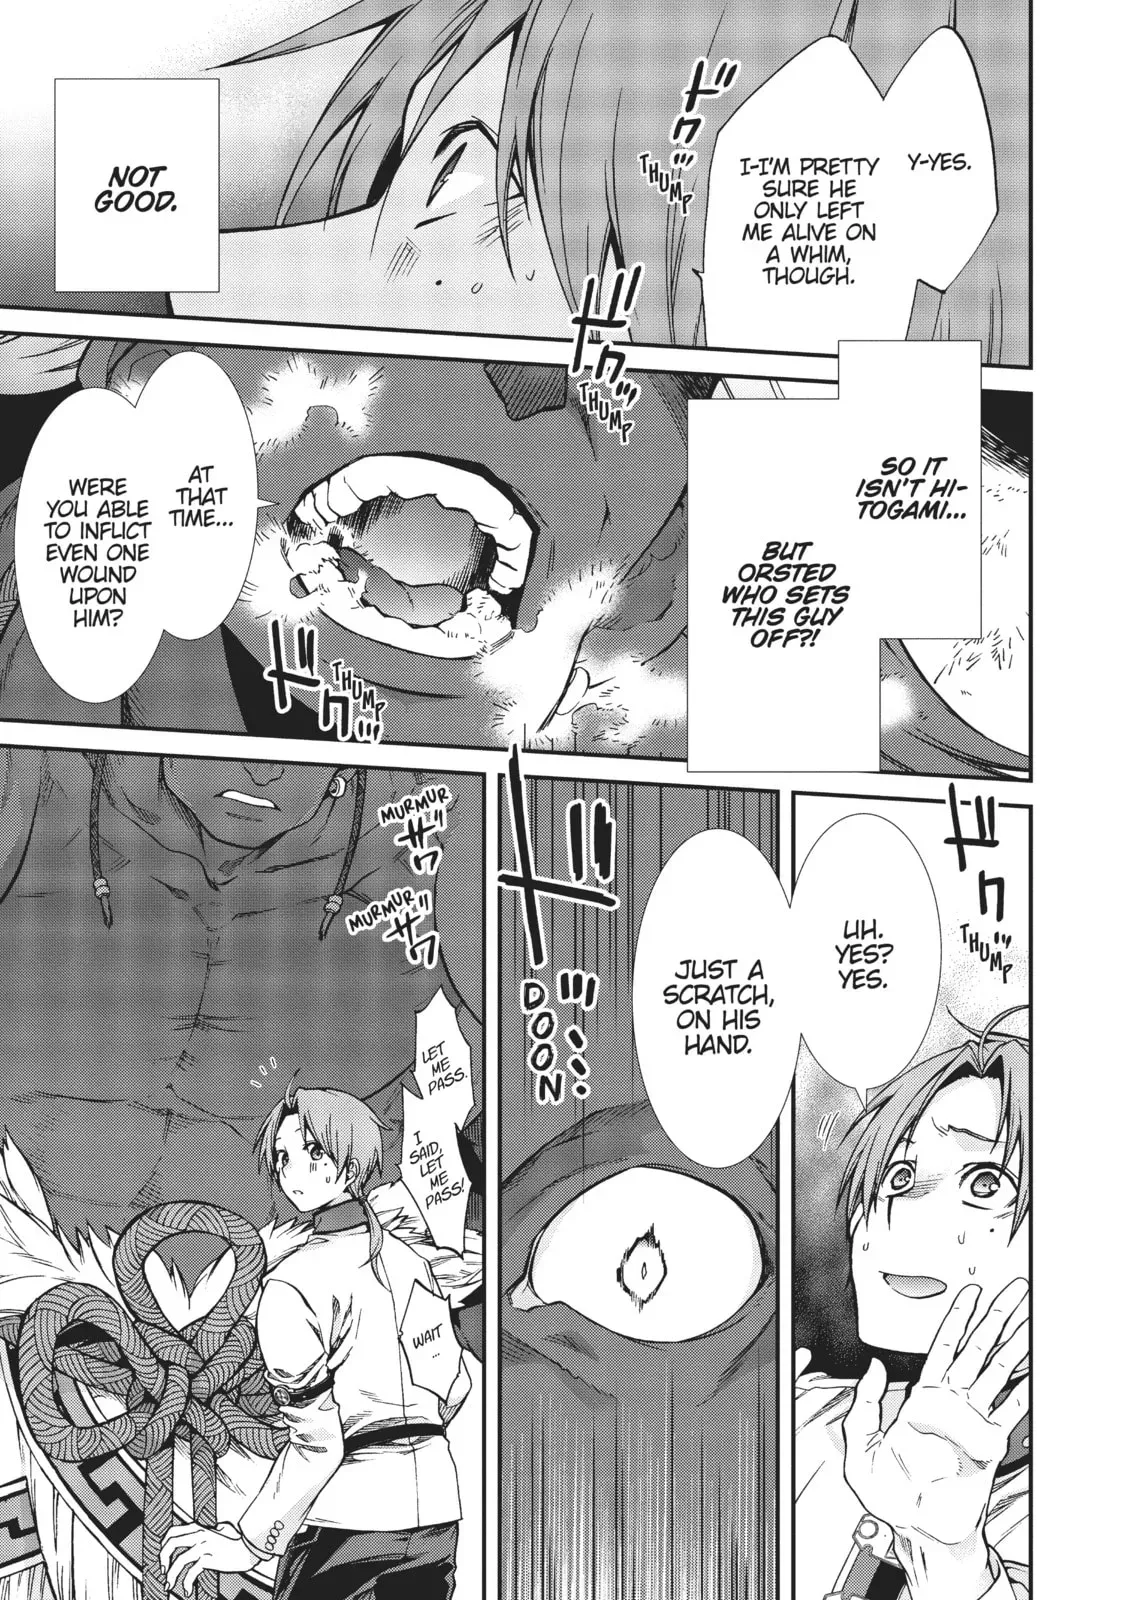 Y-YES.
I-I'M PRETTY
SURE HE
ONLY LEFT
ME ALIVE ON
A WHIM,
THOUGH.
ドク
THUMP
NOT
GOOD.
ドク
THUMP
SO IT
ISN'T HI-
TOGAMI...
BUT
ORSTED
WHO SETS
THIS GUY
OFF?!
AT
THAT
TIME...
WERE
YOU ABLE
TO INFLICT
EVEN ONE
WOUND
UPON
HIM?
ドク
THUMP
ドク
THUMP
UH.
YES?
YES.
JUST A
SCRATCH,
ON HIS
HAND.
ド
DOON
MURMUR
ザワ
MURMUR
ザワ
LET
ME
PASS.
I
SAID,
LET
ME
PASS!
WAIT
...